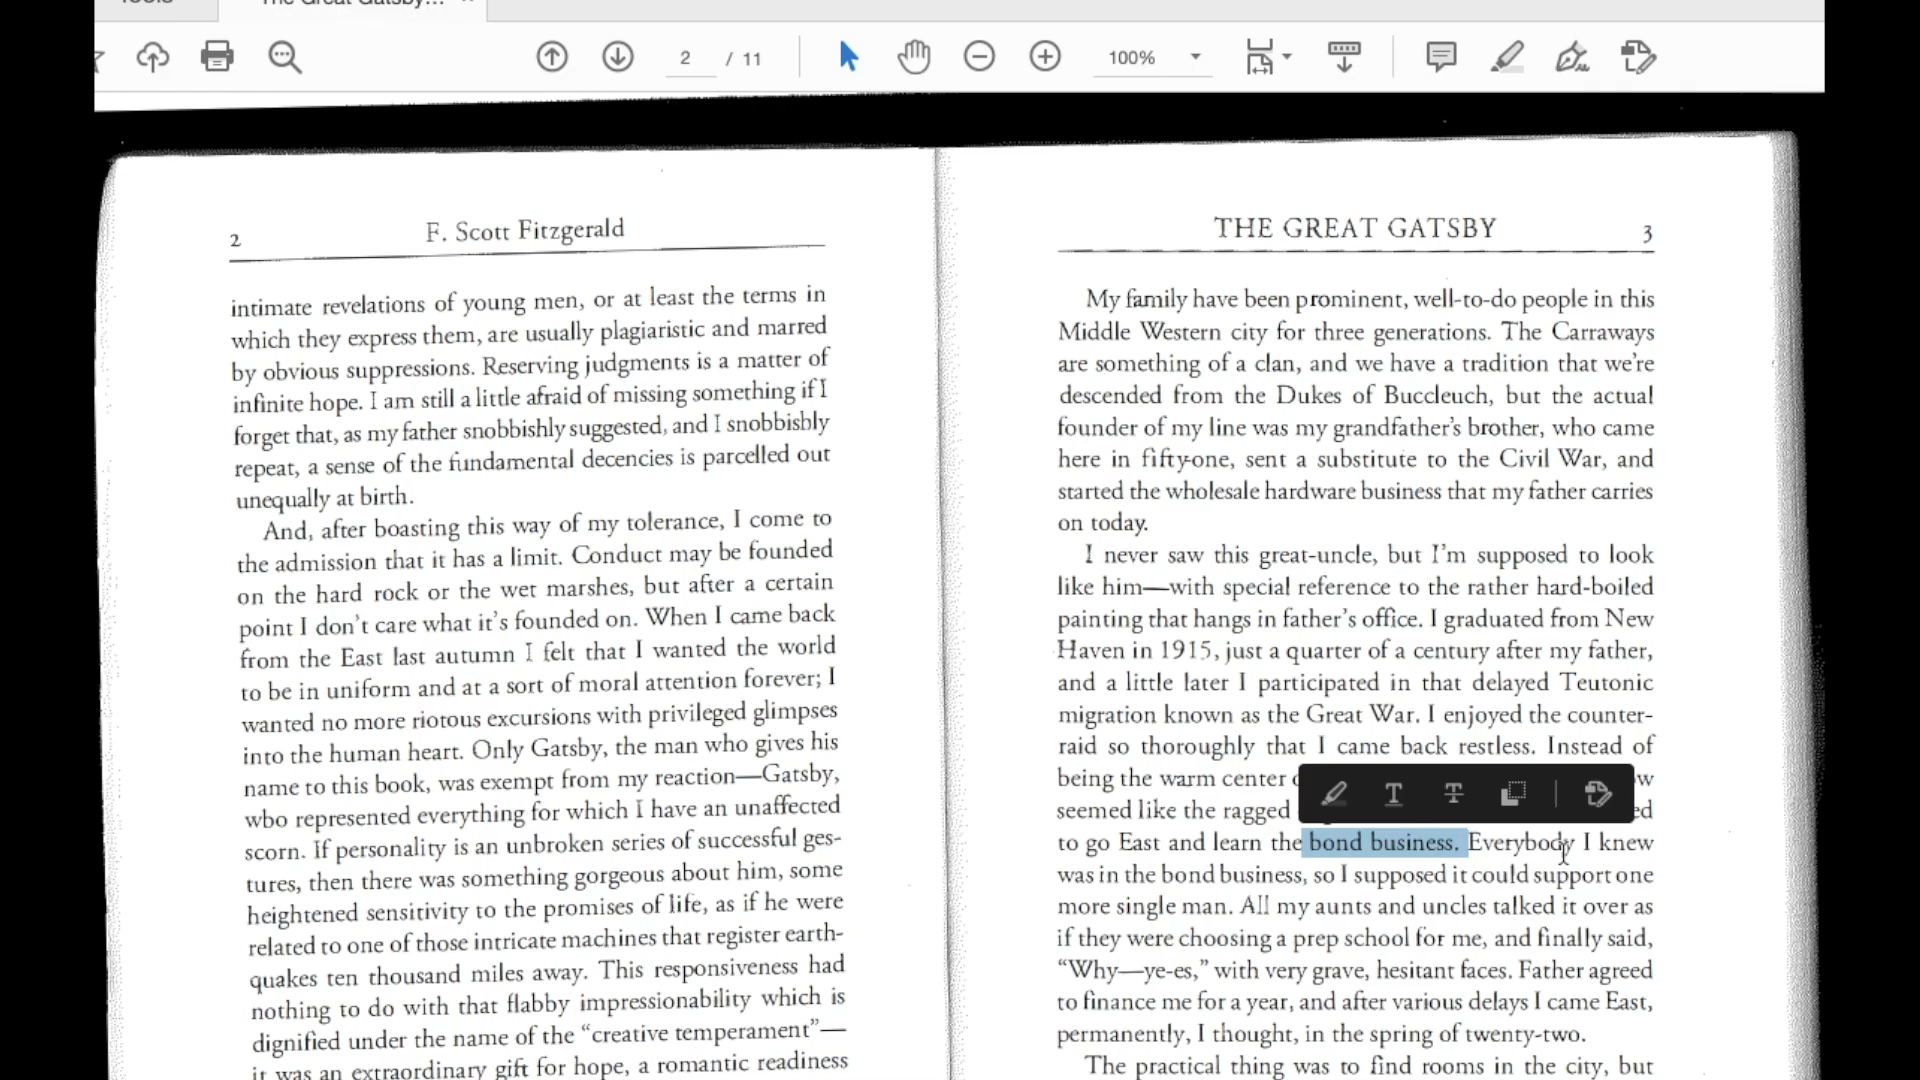 The Great Gatsby...
2 / 11
100%
2
F. Scott Fitzgerald
intimate revelations of young men, or at least the terms in
which they express them, are usually plagiaristic and marred
by obvious suppressions. Reserving judgments is a matter of
infinite hope. I am still a little afraid of missing something if I
forget that, as my father snobbishly suggested, and I snobbishly
repeat, a sense of the fundamental decencies is parcelled out
unequally at birth.
And, after boasting this way of my tolerance, I come to
the admission that it has a limit. Conduct may be founded
on the hard rock or the wet marshes, but after a certain
point I don't care what it's founded on. When I came back
from the East last autumn I felt that I wanted the world
to be in uniform and at a sort of moral attention forever; I
wanted no more riotous excursions with privileged glimpses
into the human heart. Only Gatsby, the man who gives his
name to this book, was exempt from my reaction—Gatsby,
who represented everything for which I have an unaffected
scorn. If personality is an unbroken series of successful ges-
tures, then there was something gorgeous about him, some
heightened sensitivity to the promises of life, as if he were
related to one of those intricate machines that register earth-
quakes ten thousand miles away. This responsiveness had
nothing to do with that flabby impressionability which is
dignified under the name of the “creative temperament”—
it was an extraordinary gift for hope, a romantic readiness
THE GREAT GATSBY
3
My family have been prominent, well-to-do people in this
Middle Western city for three generations. The Carraways
are something of a clan, and we have a tradition that we're
descended from the Dukes of Buccleuch, but the actual
founder of my line was my grandfather's brother, who came
here in fifty-one, sent a substitute to the Civil War, and
started the wholesale hardware business that my father carries
on today.
I never saw this great-uncle, but I'm supposed to look
like him—with special reference to the rather hard-boiled
painting that hangs in father's office. I graduated from New
Haven in 1915, just a quarter of a century after my father,
and a little later I participated in that delayed Teutonic
migration known as the Great War. I enjoyed the counter-
raid so thoroughly that I came back restless. Instead of
being the warm center
seemed like the ragged
to go East and learn the bond business. Everybody I knew
was in the bond business, so I supposed it could support one
more single man. All my aunts and uncles talked it over as
if they were choosing a prep school for me, and finally said,
“Why—ye-es,” with very grave, hesitant faces. Father agreed
to finance me for a year, and after various delays I came East,
permanently, I thought, in the spring of twenty-two.
The practical thing was to find rooms in the city, but